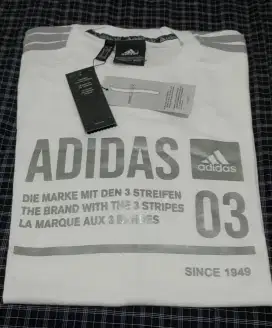 ADIDAS
adidas
DIE MARKE MIT DEN 3 STREIFEN
THE BRAND WITH THE 3 STRIPES
LA MARQUE AUX 3 BANDES
03
SINCE 1949